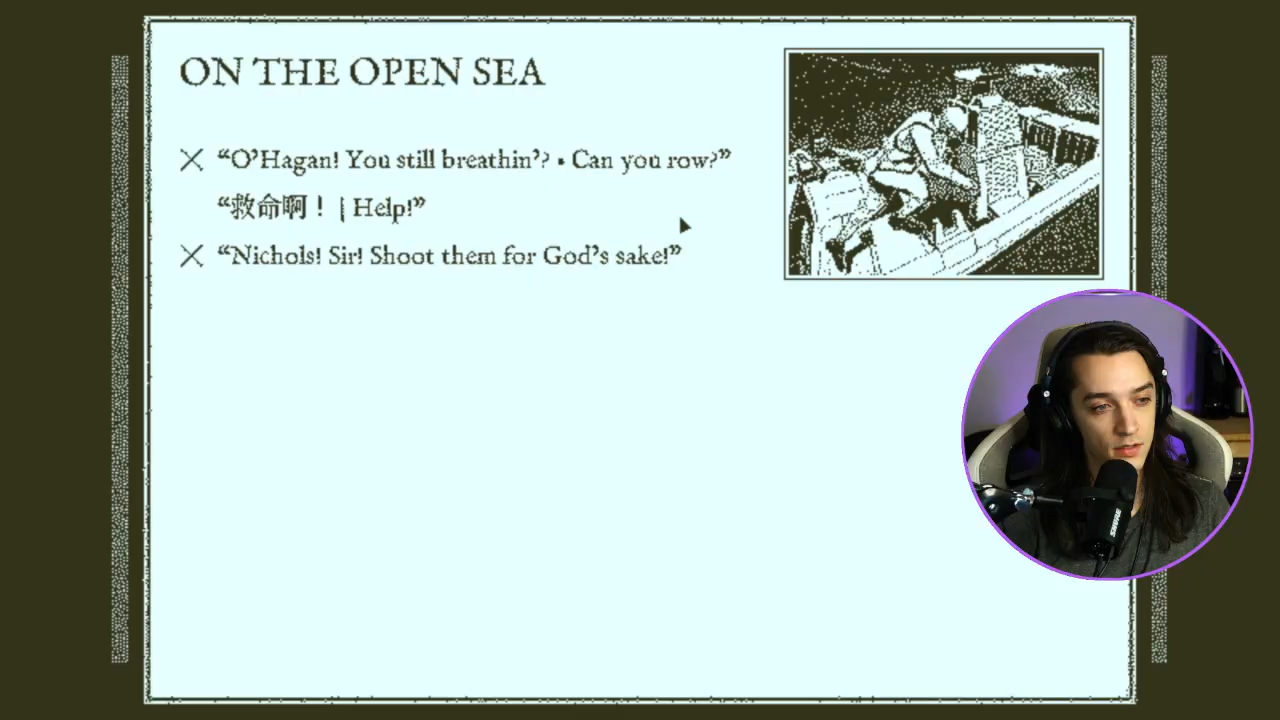 ON THE OPEN SEA
“O’Hagan! You still breathin’? • Can you row?”
“救命啊！ | Help!”
“Nichols! Sir! Shoot them for God’s sake!”